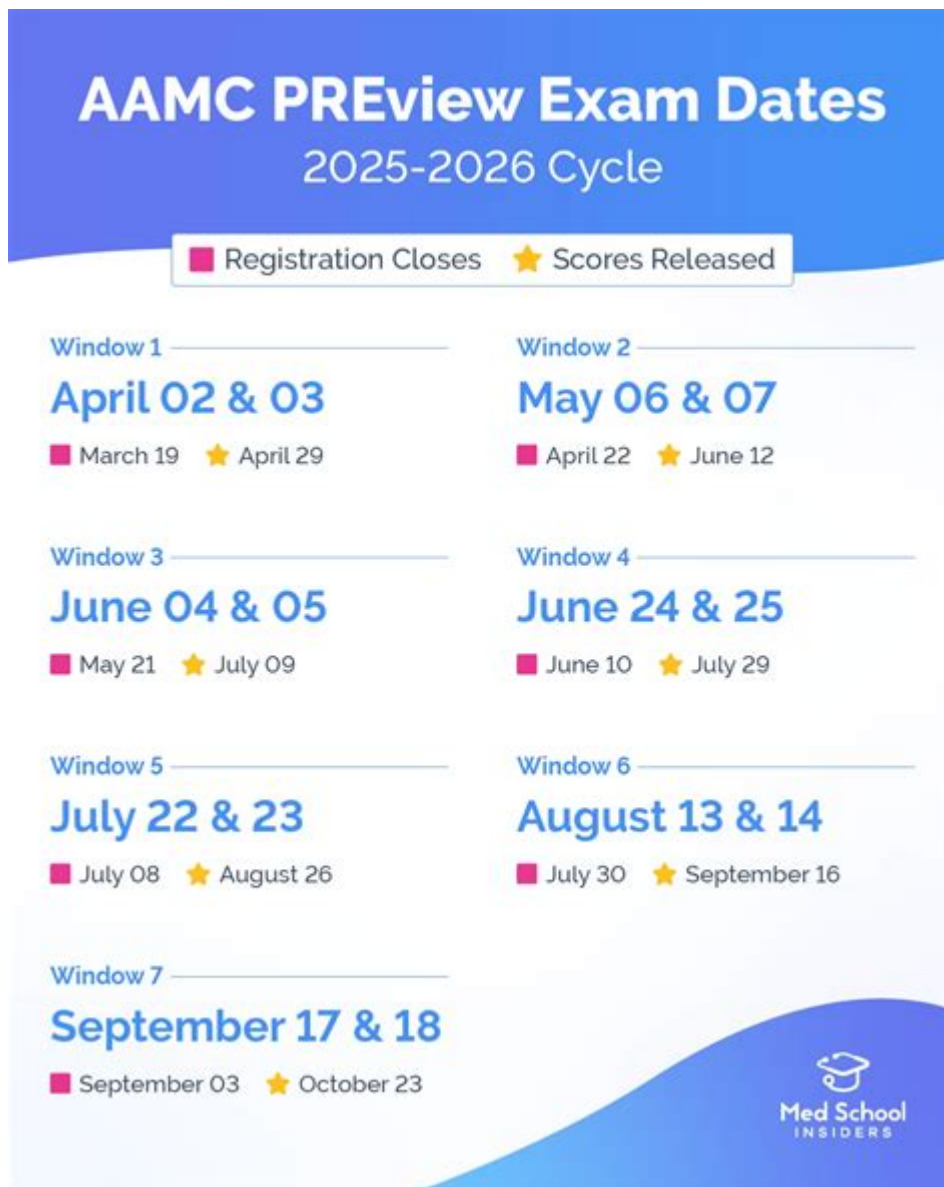 AAMC PREview Exam Dates
2025-2026 Cycle
Registration Closes Scores Released
Window 1
April 02 & 03
March 19 April 29
Window 2
May 06 & 07
April 22 June 12
Window 3
June 04 & 05
May 21 July 09
Window 4
June 24 & 25
June 10 July 29
Window 5
July 22 & 23
July 08 August 26
Window 6
August 13 & 14
July 30 September 16
Window 7
September 17 & 18
September 03 October 23
Med School
INSIDERS